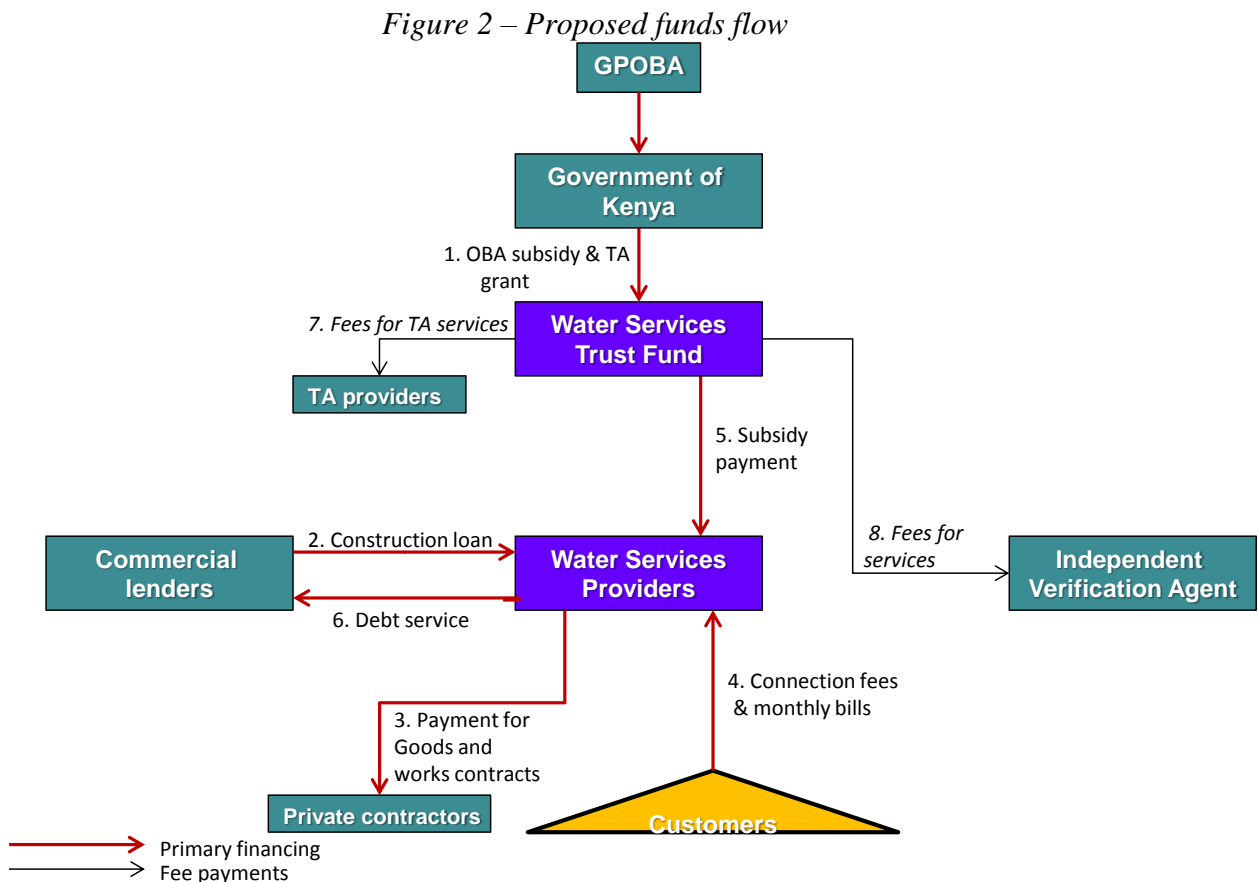 Figure 2 – Proposed funds flow
GPOBA
Government of
Kenya
1. OBA subsidy & TA
grant
7. Fees for TA services
Water Services
Trust Fund
TA providers
5. Subsidy
payment
Commercial
lenders
2. Construction loan
Water Services
Providers
8. Fees for
services
Independent
Verification Agent
6. Debt service
4. Connection fees
& monthly bills
3. Payment for
Goods and
works contracts
Private contractors
Customers
Primary financing
Fee payments